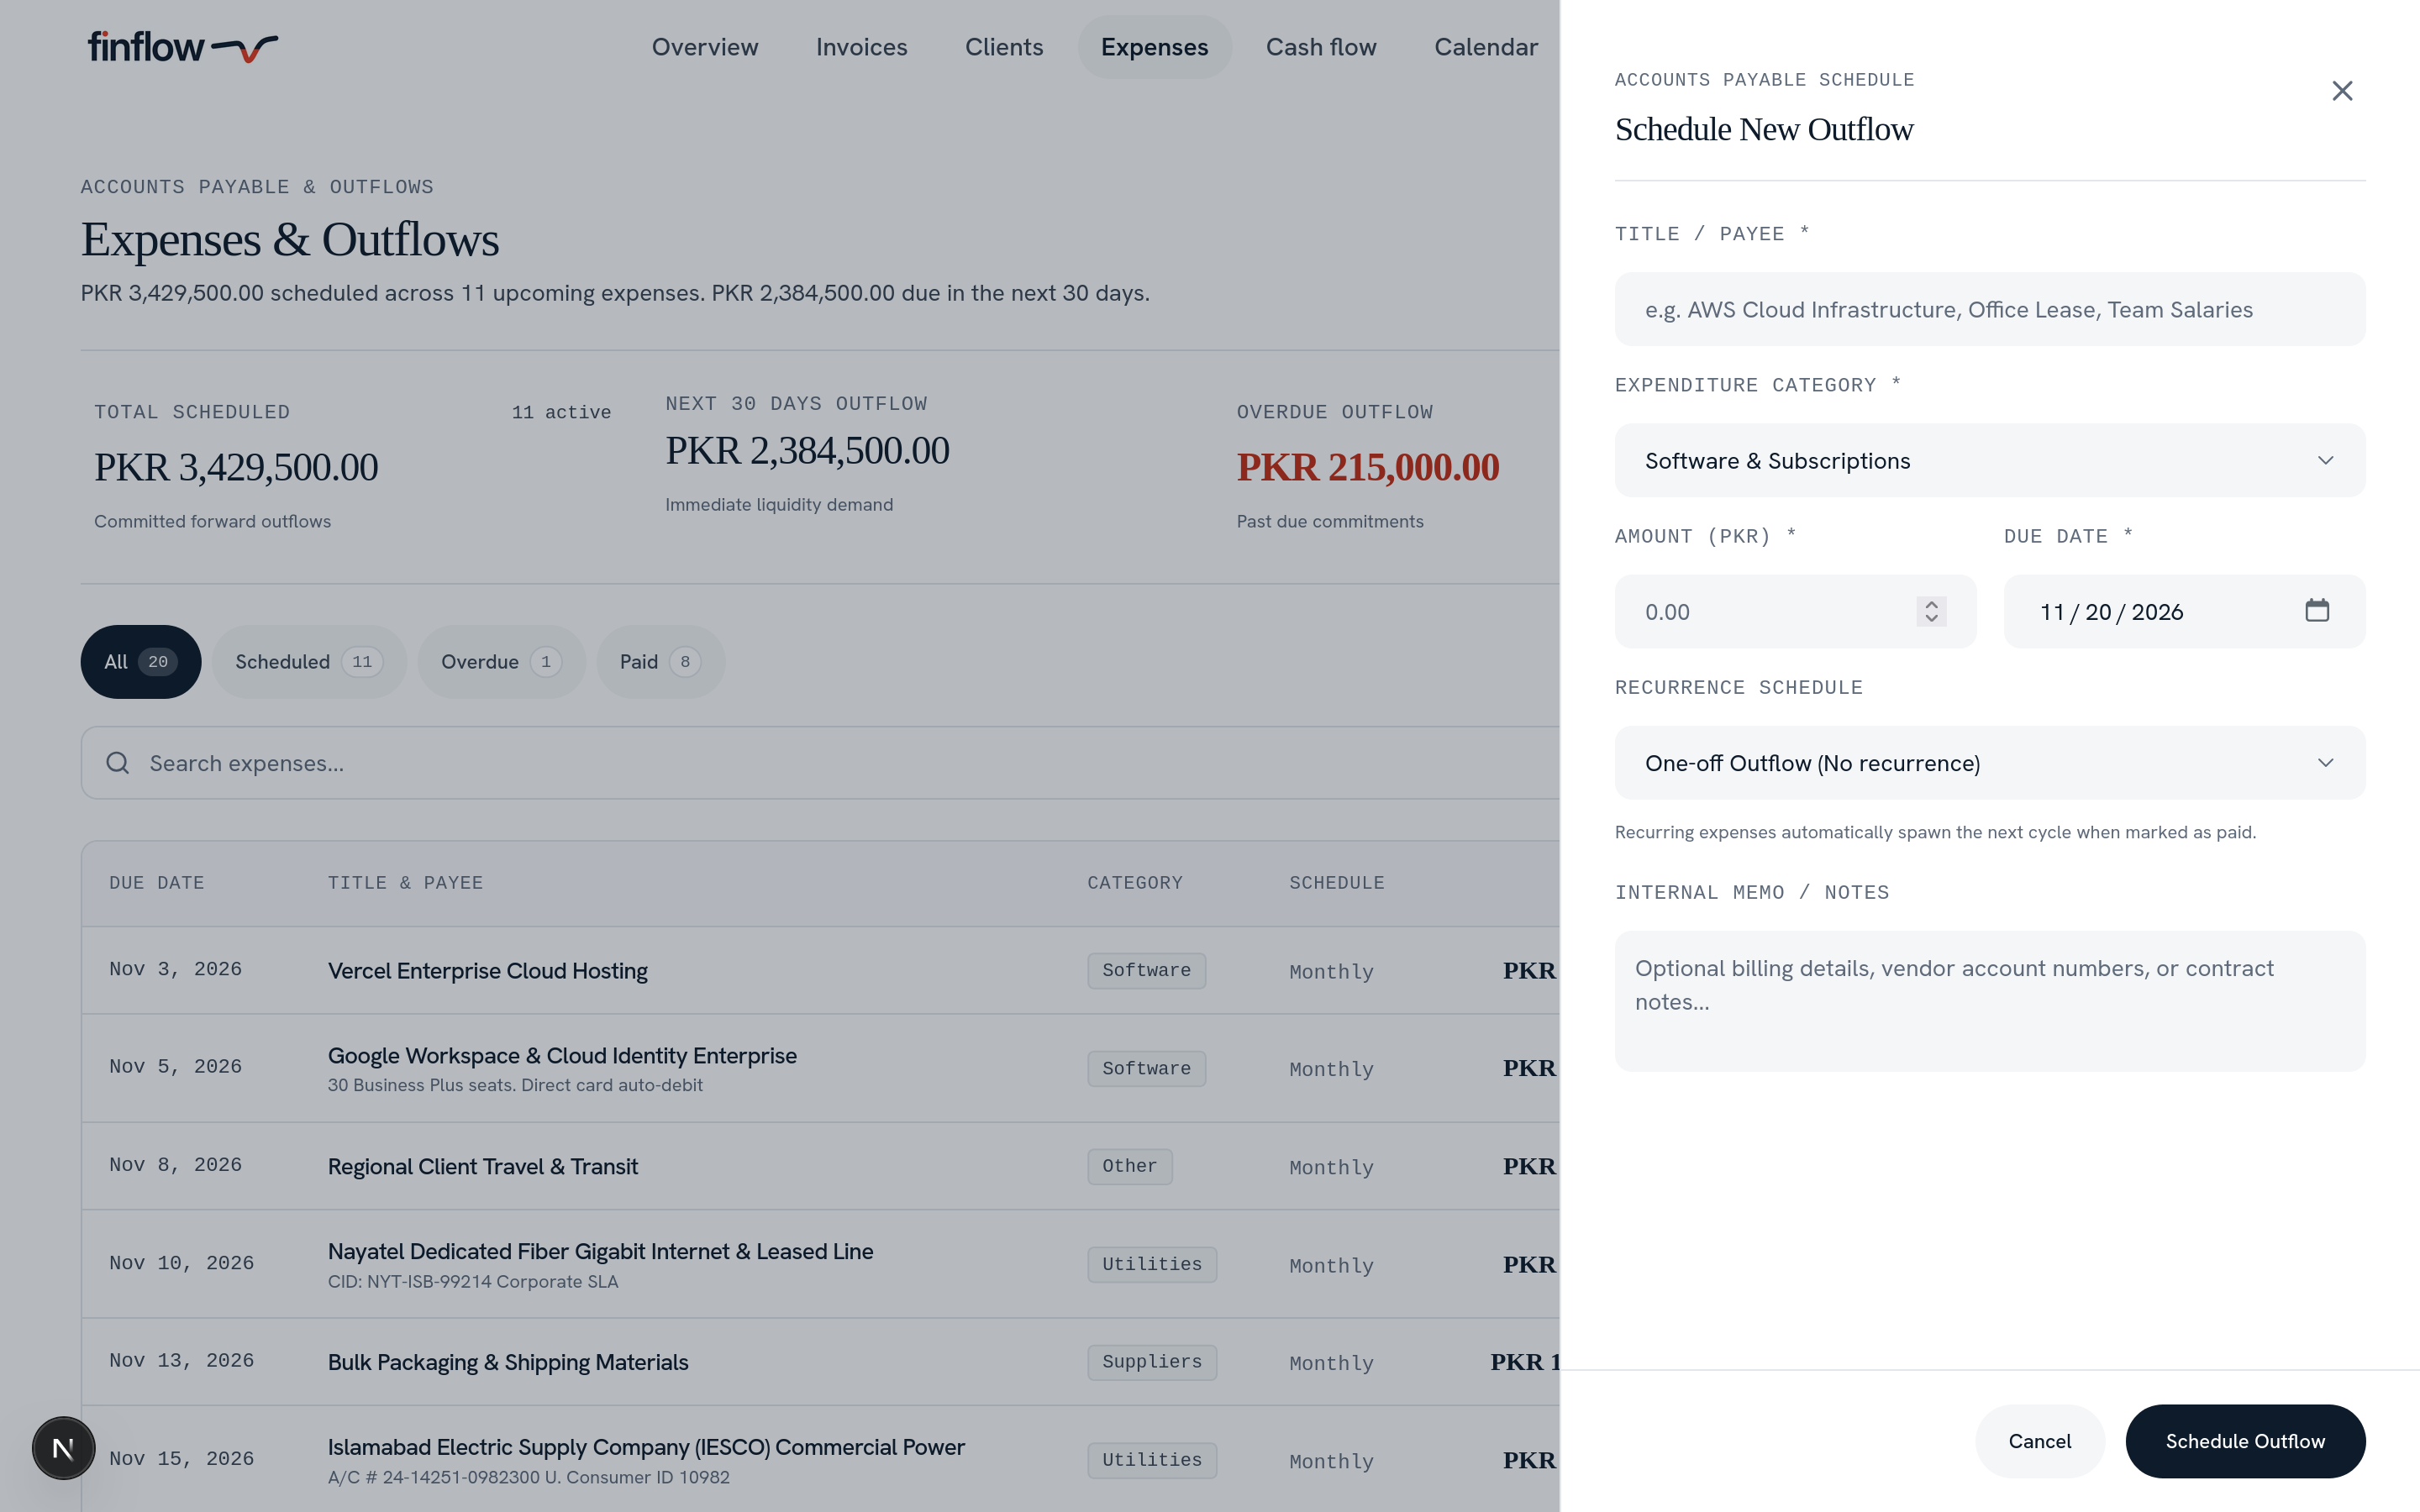 finflow
Overview
Invoices
Clients
Expenses
Cash flow
Calendar
ACCOUNTS PAYABLE & OUTFLOWS
Expenses & Outflows
PKR 3,429,500.00 scheduled across 11 upcoming expenses. PKR 2,384,500.00 due in the next 30 days.
TOTAL SCHEDULED
11 active
PKR 3,429,500.00
Committed forward outflows
NEXT 30 DAYS OUTFLOW
PKR 2,384,500.00
Immediate liquidity demand
OVERDUE OUTFLOW
PKR 215,000.00
Past due commitments
All 20
Scheduled 11
Overdue 1
Paid 8
Search expenses...
DUE DATE
TITLE & PAYEE
CATEGORY
SCHEDULE
Nov 3, 2026
Vercel Enterprise Cloud Hosting
Software
Monthly
PKR
Nov 5, 2026
Google Workspace & Cloud Identity Enterprise
30 Business Plus seats. Direct card auto-debit
Software
Monthly
PKR
Nov 8, 2026
Regional Client Travel & Transit
Other
Monthly
PKR
Nov 10, 2026
Nayatel Dedicated Fiber Gigabit Internet & Leased Line
CID: NYT-ISB-99214 Corporate SLA
Utilities
Monthly
PKR
Nov 13, 2026
Bulk Packaging & Shipping Materials
Suppliers
Monthly
PKR 1
Nov 15, 2026
Islamabad Electric Supply Company (IESCO) Commercial Power
A/C # 24-14251-0982300 U. Consumer ID 10982
Utilities
Monthly
PKR
N
ACCOUNTS PAYABLE SCHEDULE
Schedule New Outflow
TITLE / PAYEE *
e.g. AWS Cloud Infrastructure, Office Lease, Team Salaries
EXPENDITURE CATEGORY *
Software & Subscriptions
AMOUNT (PKR) *
0.00
DUE DATE *
11 / 20 / 2026
RECURRENCE SCHEDULE
One-off Outflow (No recurrence)
Recurring expenses automatically spawn the next cycle when marked as paid.
INTERNAL MEMO / NOTES
Optional billing details, vendor account numbers, or contract
notes...
Cancel
Schedule Outflow